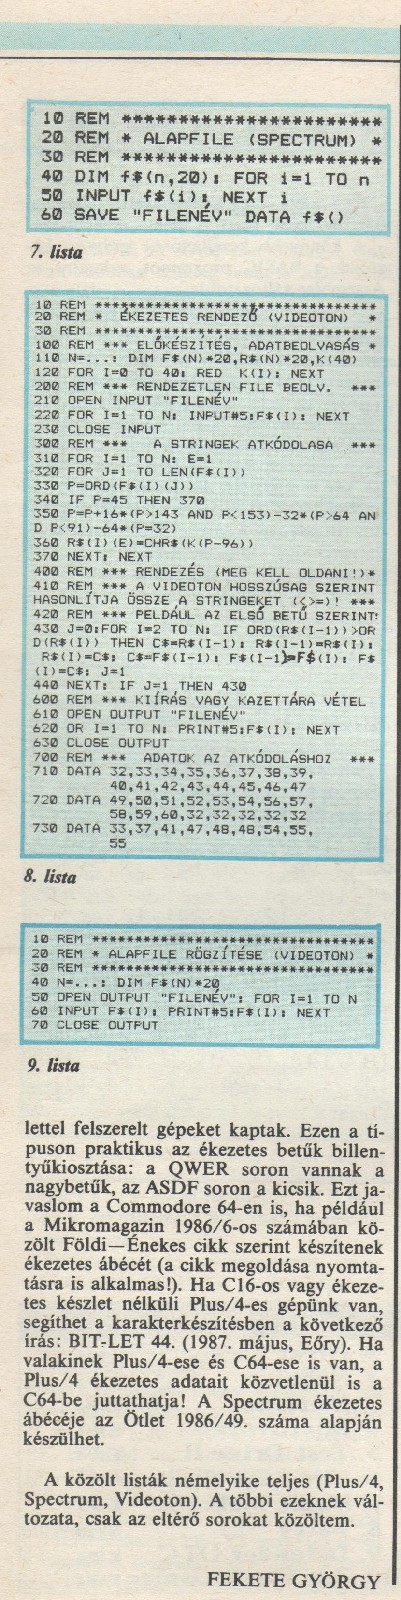 10 REM ************************
20 REM * ALAPFILE (SPECTRUM) *
30 REM ************************
40 DIM f$(n,20): FOR i=1 TO n
50 INPUT f$(i): NEXT i
60 SAVE "FILENÉV" DATA f$()
7. lista
10 REM ********************************
20 REM * ÉKEZETES RENDEZŐ (VIDEOTON) *
30 REM ********************************
100 REM *** ELŐKÉSZITÉS, ADATBEOLVASÁS *
110 N=...: DIM F$(N)*20,R$(N)*20,K(40)
120 FOR I=0 TO 40: RED K(I): NEXT
200 REM *** RENDEZETLEN FILE BEOLV. ***
210 OPEN INPUT "FILENÉV"
220 FOR I=1 TO N: INPUT#5:F$(I): NEXT
230 CLOSE INPUT
300 REM *** A STRINGEK ATKÓDOLASA ***
310 FOR I=1 TO N: E=1
320 FOR J=1 TO LEN(F$(I))
330 P=ORD(F$(I)(J))
340 IF P=45 THEN 370
350 P=P+16*(P>143 AND P<153)-32*(P>64 AN
D P<91)-64*(P=32)
360 R$(I)(E)=CHR$(K(P-96))
370 NEXT: NEXT
400 REM *** RENDEZÉS (MEG KELL OLDANI!)*
410 REM *** A VIDEOTON HOSSZÚSAG SZERINT
HASONLÍTJA ÖSSZE A STRINGEKET (<>=)! ***
420 REM *** PÉLDÁUL AZ ELSŐ BETŰ SZERINT:
430 J=0:FOR I=2 TO N: IF ORD(R$(I-1))>OR
D(R$(I)) THEN C$=R$(I-1): R$(I-1)=R$(I):
R$(I)=C$: C$=F$(I-1): F$(I-1)=F$(I): F$
(I)=C$: J=1
440 NEXT: IF J=1 THEN 430
600 REM *** KIÍRÁS VAGY KAZETTÁRA VÉTEL
610 OPEN OUTPUT "FILENÉV"
620 OR I=1 TO N: PRINT#5:F$(I): NEXT
630 CLOSE OUTPUT
700 REM *** ADATOK AZ ATKÓDOLÁSHOZ ***
710 DATA 32,33,34,35,36,37,38,39,
40,41,42,43,44,45,46,47
720 DATA 49,50,51,52,53,54,56,57,
58,59,60,32,32,32,32,32
730 DATA 33,37,41,47,48,48,54,55,
55
8. lista
10 REM *********************************
20 REM * ALAPFILE RÖGZÍTÉSE (VIDEOTON) *
30 REM *********************************
40 N=...: DIM F$(N)*20
50 OPEN OUTPUT "FILENÉV": FOR I=1 TO N
60 INPUT F$(I): PRINT#5:F$(I): NEXT
70 CLOSE OUTPUT
9. lista
lettel felszerelt gépeket kaptak. Ezen a tí-
puson praktikus az ékezetes betűk billen-
tyűkiosztása: a QWER soron vannak a
nagybetűk, az ASDF soron a kicsik. Ezt ja-
vaslom a Commodore 64-en is, ha például
a Mikromagazin 1986/6-os számában kö-
zölt Földi—Énekes cikk szerint készítenek
ékezetes ábécét (a cikk megoldása nyomta-
tásra is alkalmas!). Ha C16-os vagy ékeze-
tes készlet nélküli Plus/4-es gépünk van,
segíthet a karakterkészítésben a következő
írás: BIT-LET 44. (1987. május, Eőry). Ha
valakinek Plus/4-ese és C64-ese is van, a
Plus/4 ékezetes adatait közvetlenül is a
C64-be juttathatja! A Spectrum ékezetes
ábécéje az Ötlet 1986/49. száma alapján
készülhet.
A közölt listák némelyike teljes (Plus/4,
Spectrum, Videoton). A többi ezeknek vál-
tozata, csak az eltérő sorokat közöltem.
FEKETE GYÖRGY